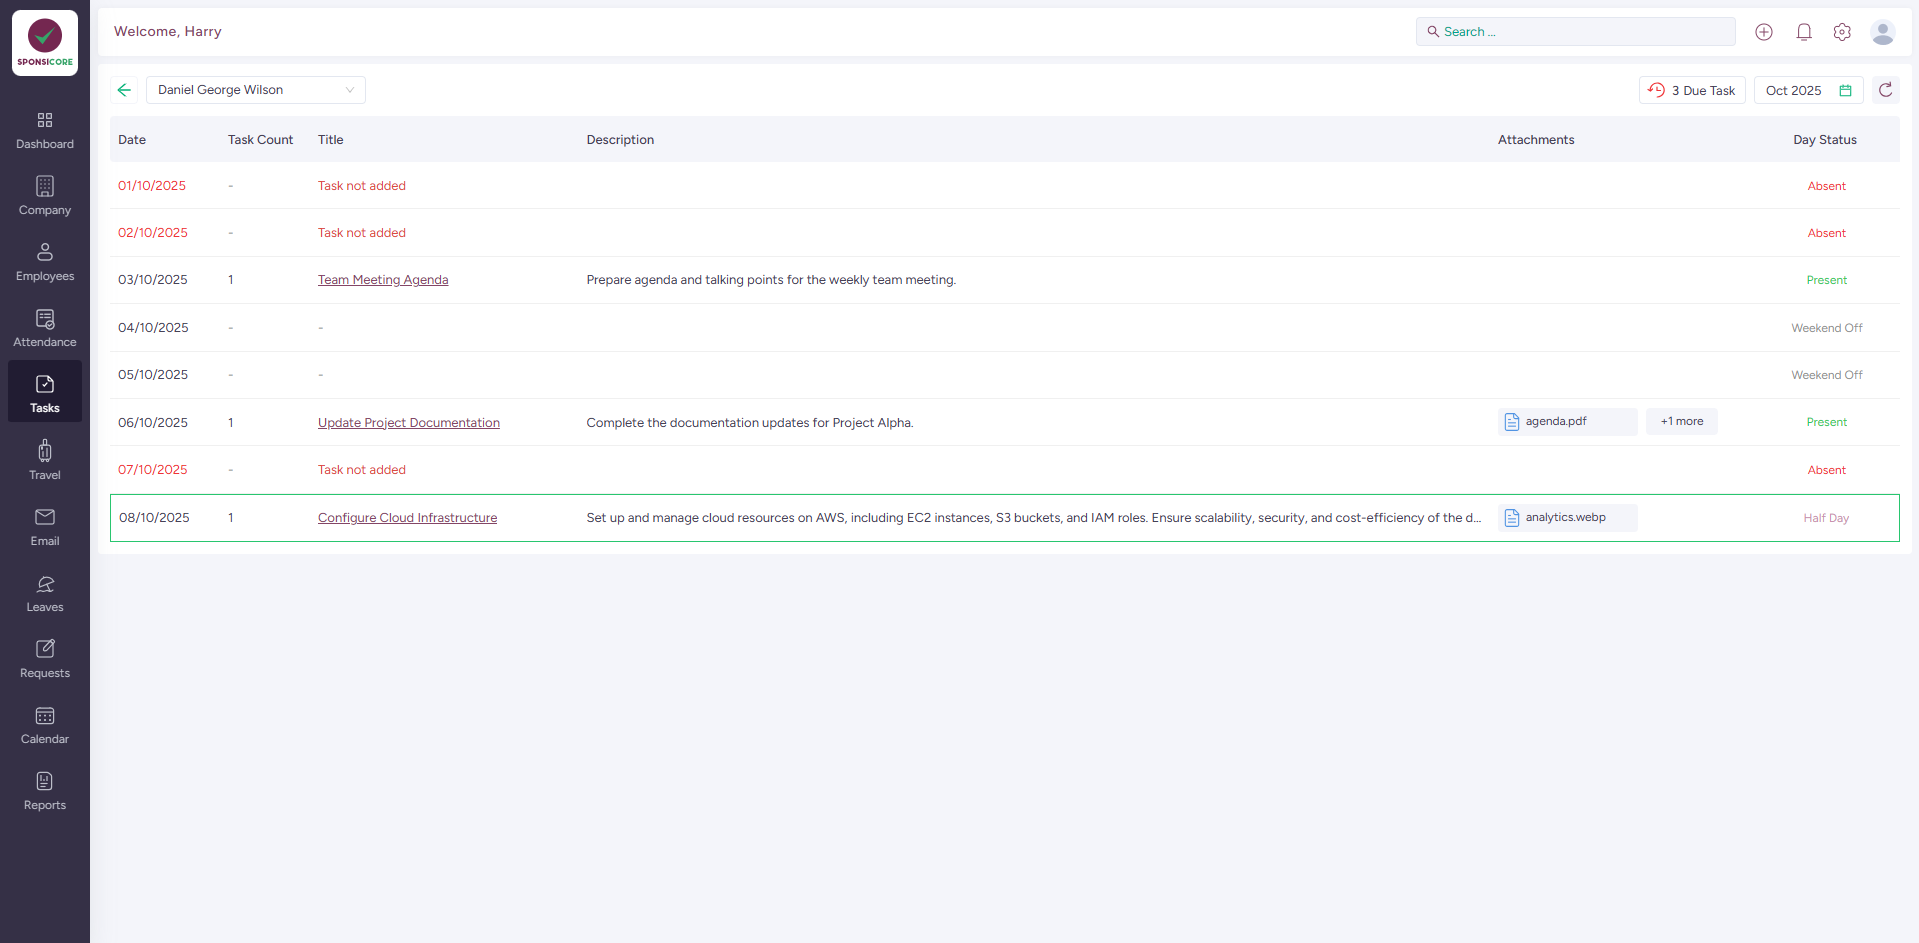 SPONSICORE
Welcome, Harry
Search ...
Dashboard
Company
Employees
Attendance
Tasks
Travel
Email
Leaves
Requests
Calendar
Reports
Daniel George Wilson
3 Due Task
Oct 2025
Date Task Count Title Description Attachments Day Status
01/10/2025 - Task not added Absent
02/10/2025 - Task not added Absent
03/10/2025 1 Team Meeting Agenda Prepare agenda and talking points for the weekly team meeting. Present
04/10/2025 - - Weekend Off
05/10/2025 - - Weekend Off
06/10/2025 1 Update Project Documentation Complete the documentation updates for Project Alpha. agenda.pdf +1 more Present
07/10/2025 - Task not added Absent
08/10/2025 1 Configure Cloud Infrastructure Set up and manage cloud resources on AWS, including EC2 instances, S3 buckets, and IAM roles. Ensure scalability, security, and cost-efficiency of the d... analytics.webp Half Day